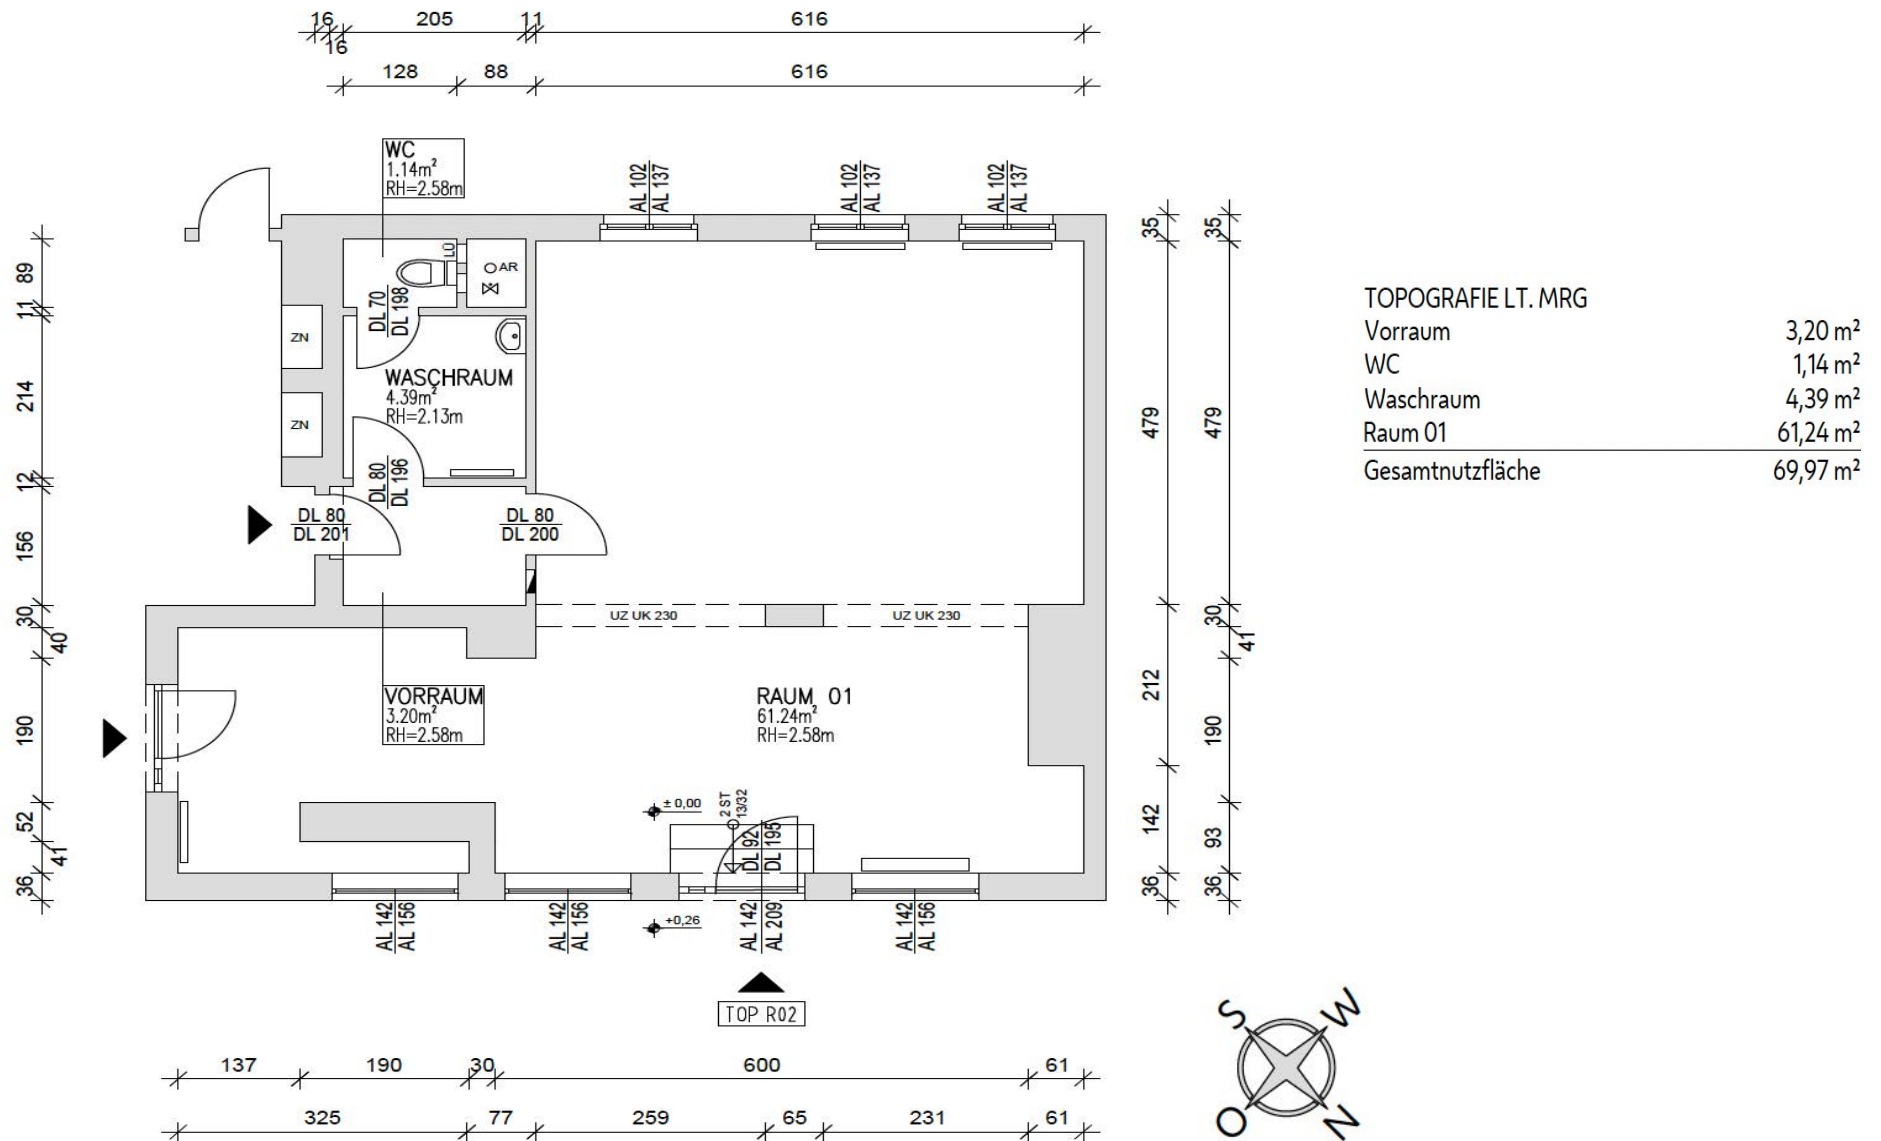 16 205 11 616
16
128 88 616
WC
1.14m²
RH=2.58m
AL 102
AL 137
AL 102
AL 137
AL 102
AL 137
LÜ
AR
DL 70
DL 198
ZN
ZN
WASCHRAUM
4.39m²
RH=2.13m
DL 80
DL 196
DL 80
DL 201
DL 80
DL 200
UZ UK 230
UZ UK 230
VORRAUM
3.20m²
RH=2.58m
RAUM 01
61.24m²
RH=2.58m
± 0,00
2 ST
13/32
DL 92
DL 195
+0,26
AL 142
AL 156
AL 142
AL 156
AL 142
AL 209
AL 142
AL 156
TOP R02
89
11
214
12
156
30
40
190
52
41
36
35
479
212
142
36
35
479
30
41
190
93
36
137 190 30 600 61
325 77 259 65 231 61
TOPOGRAFIE LT. MRG
Vorraum 3,20 m²
WC 1,14 m²
Waschraum 4,39 m²
Raum 01 61,24 m²
Gesamtnutzfläche 69,97 m²
S W
O N